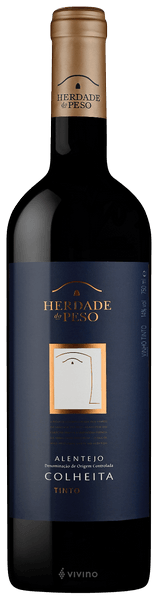 HERDADE
do PESO
HERDADE
do PESO
ALENTEJO
Denominação de Origem Controlada
COLHEITA
TINTO
vivino